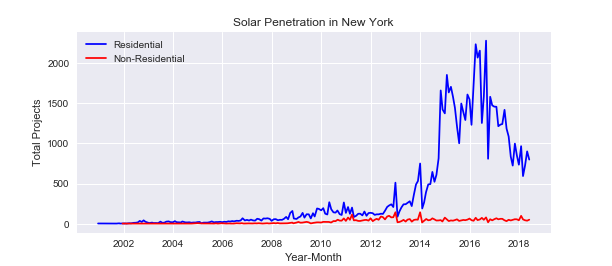 Solar Penetration in New York
Residential
Non-Residential
Total Projects
2000
1500
1000
500
0
2002 2004 2006 2008 2010 2012 2014 2016 2018
Year-Month